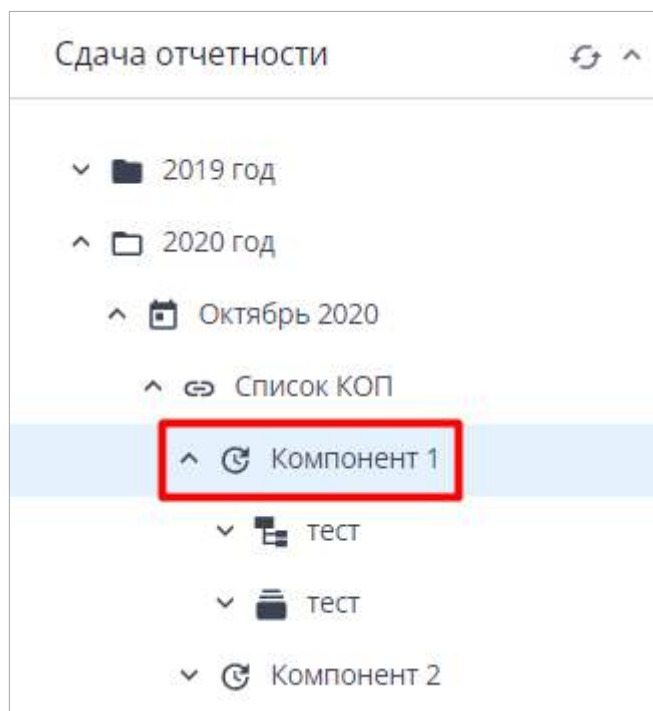 Сдача отчетности
2019 год
2020 год
Октябрь 2020
Список КОП
Компонент 1
тест
тест
Компонент 2